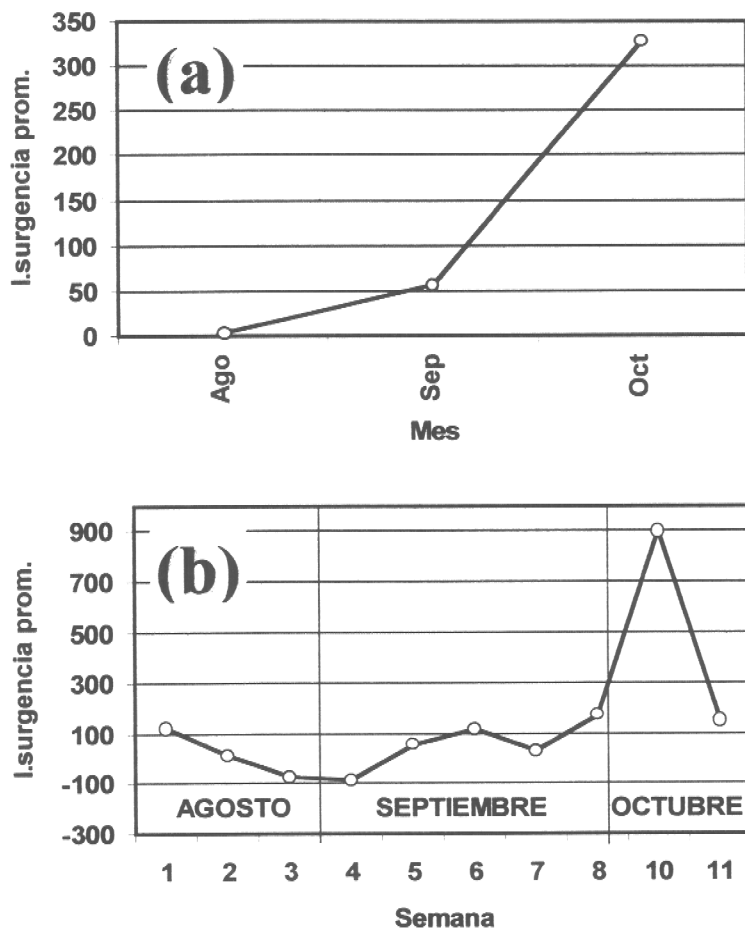 (a)
I.surgencia prom.
350
300
250
200
150
100
50
0
Ago
Sep
Oct
Mes
(b)
I.surgencia prom.
900
700
500
300
100
-100
-300
AGOSTO SEPTIEMBRE OCTUBRE
1 2 3 4 5 6 7 8 10 11
Semana